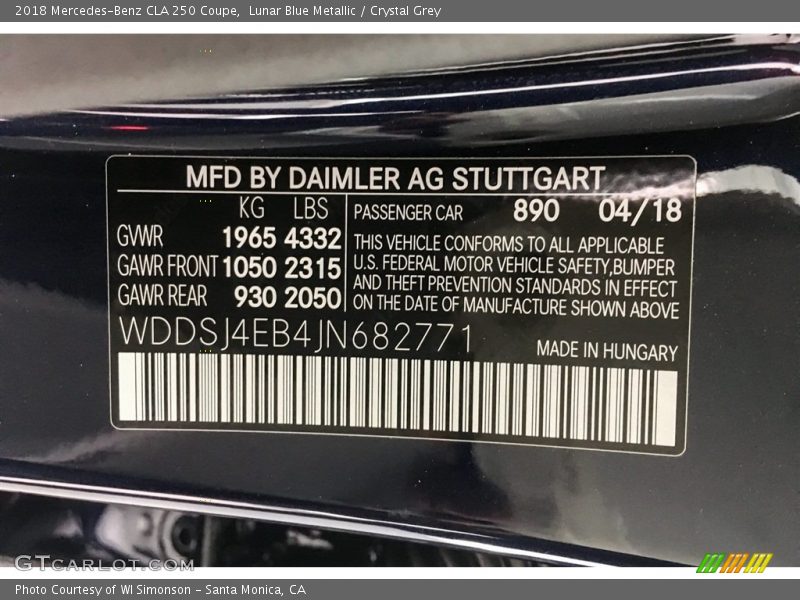 2018 Mercedes-Benz CLA 250 Coupe, Lunar Blue Metallic / Crystal Grey
MFD BY DAIMLER AG STUTTGART
KG LBS
GVWR 1965 4332
GAWR FRONT 1050 2315
GAWR REAR 930 2050
PASSENGER CAR 890 04/18
THIS VEHICLE CONFORMS TO ALL APPLICABLE
U.S. FEDERAL MOTOR VEHICLE SAFETY,BUMPER
AND THEFT PREVENTION STANDARDS IN EFFECT
ON THE DATE OF MANUFACTURE SHOWN ABOVE
WDDSJ4EB4JN682771
MADE IN HUNGARY
GTCARLOT.COM
Photo Courtesy of WI Simonson - Santa Monica, CA